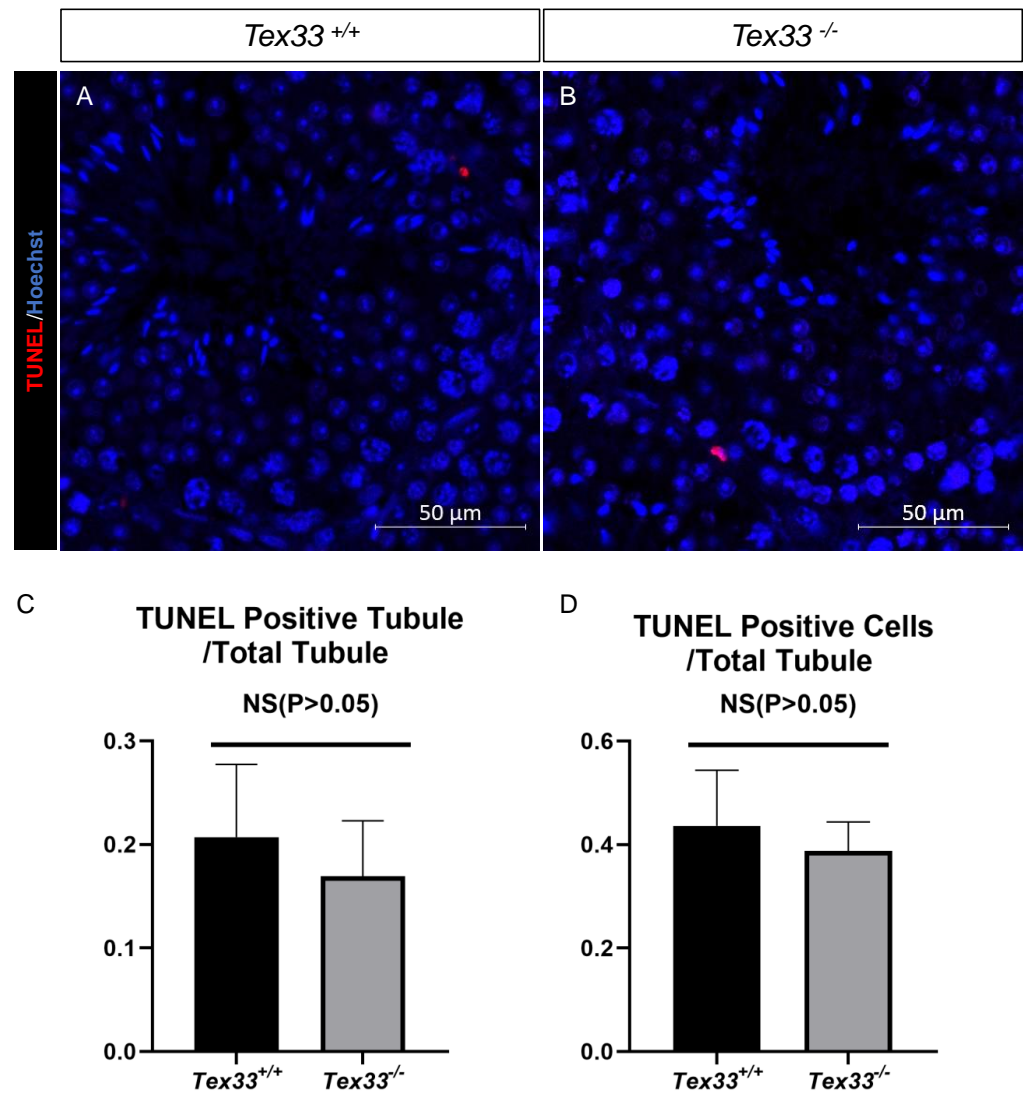 Tex33 +/+
Tex33 -/-
TUNEL/Hoechst
A
50 μm
B
50 μm
C
TUNEL Positive Tubule
/Total Tubule
NS(P>0.05)
0.3
0.2
0.1
0.0
Tex33+/+
Tex33-/-
D
TUNEL Positive Cells
/Total Tubule
NS(P>0.05)
0.6
0.4
0.2
0.0
Tex33+/+
Tex33-/-